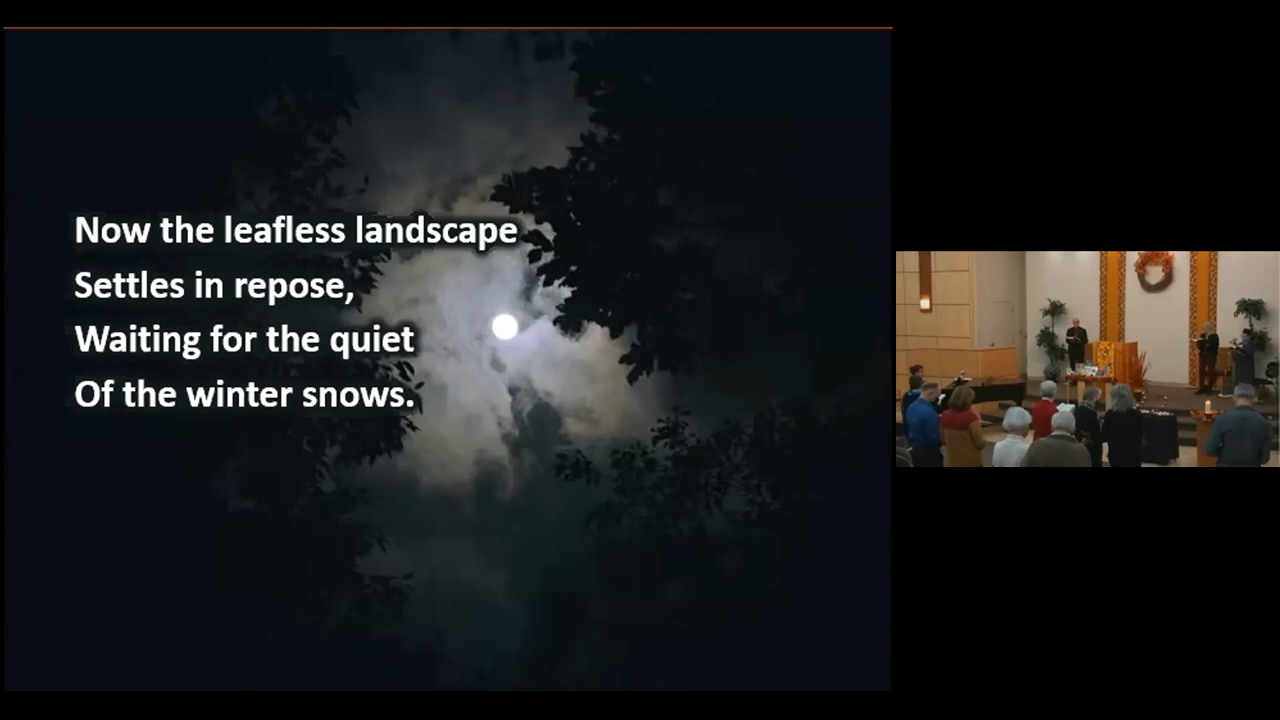 Now the leafless landscape
Settles in repose,
Waiting for the quiet
Of the winter snows.